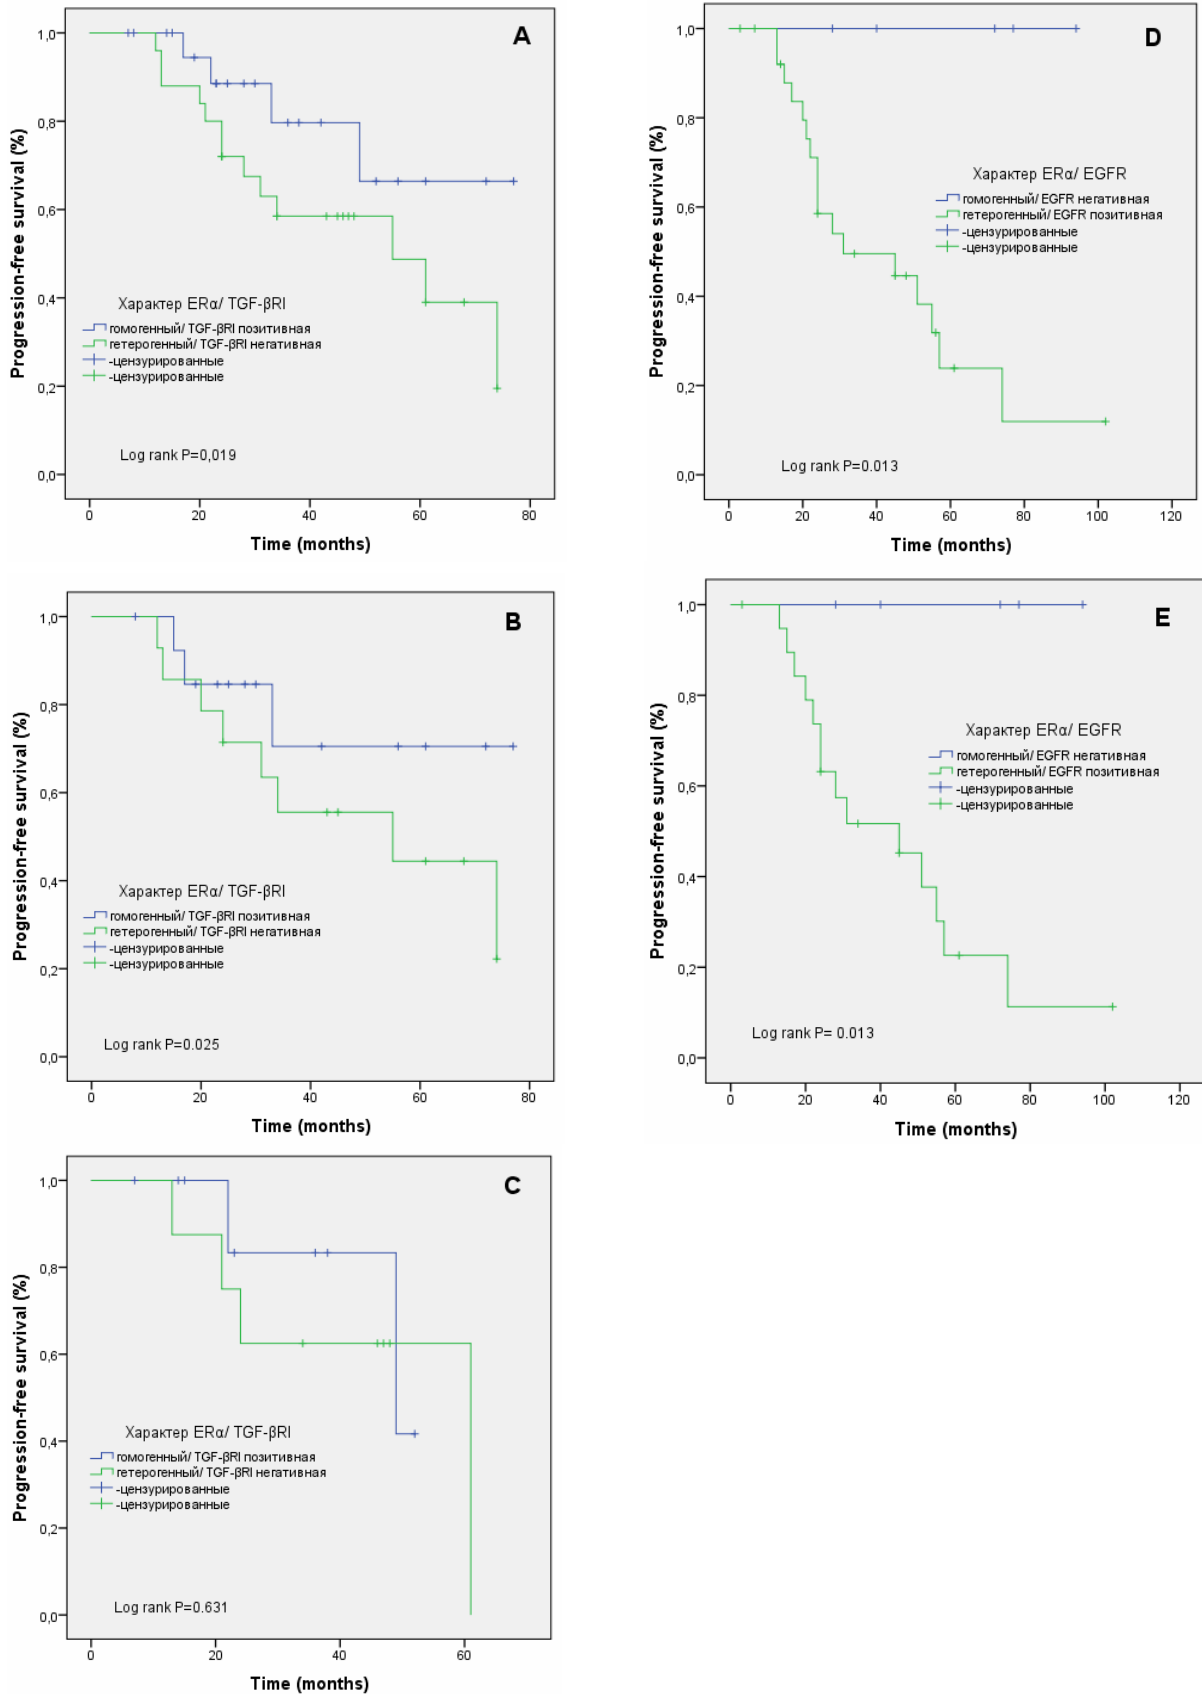 A
Progression-free survival (%)
1,0
0,8
0,6
0,4
0,2
0,0
Характер ERα/ TGF-βRI
гомогенный/ TGF-βRI позитивная
гетерогенный/ TGF-βRI негативная
-цензурированные
-цензурированные
Log rank P=0,019
0 20 40 60 80
Time (months)
D
Progression-free survival (%)
1,0
0,8
0,6
0,4
0,2
0,0
Характер ERα/ EGFR
гомогенный/ EGFR негативная
гетерогенный/ EGFR позитивная
-цензурированные
-цензурированные
Log rank P=0.013
0 20 40 60 80 100 120
Time (months)
B
Progression-free survival (%)
1,0
0,8
0,6
0,4
0,2
0,0
Характер ERα/ TGF-βRI
гомогенный/ TGF-βRI позитивная
гетерогенный/ TGF-βRI негативная
-цензурированные
-цензурированные
Log rank P=0.025
0 20 40 60 80
Time (months)
E
Progression-free survival (%)
1,0
0,8
0,6
0,4
0,2
0,0
Характер ERα/ EGFR
гомогенный/ EGFR негативная
гетерогенный/ EGFR позитивная
-цензурированные
-цензурированные
Log rank P= 0.013
0 20 40 60 80 100 120
Time (months)
C
Progression-free survival (%)
1,0
0,8
0,6
0,4
0,2
0,0
Характер ERα/ TGF-βRI
гомогенный/ TGF-βRI позитивная
гетерогенный/ TGF-βRI негативная
-цензурированные
-цензурированные
Log rank P=0.631
0 20 40 60
Time (months)